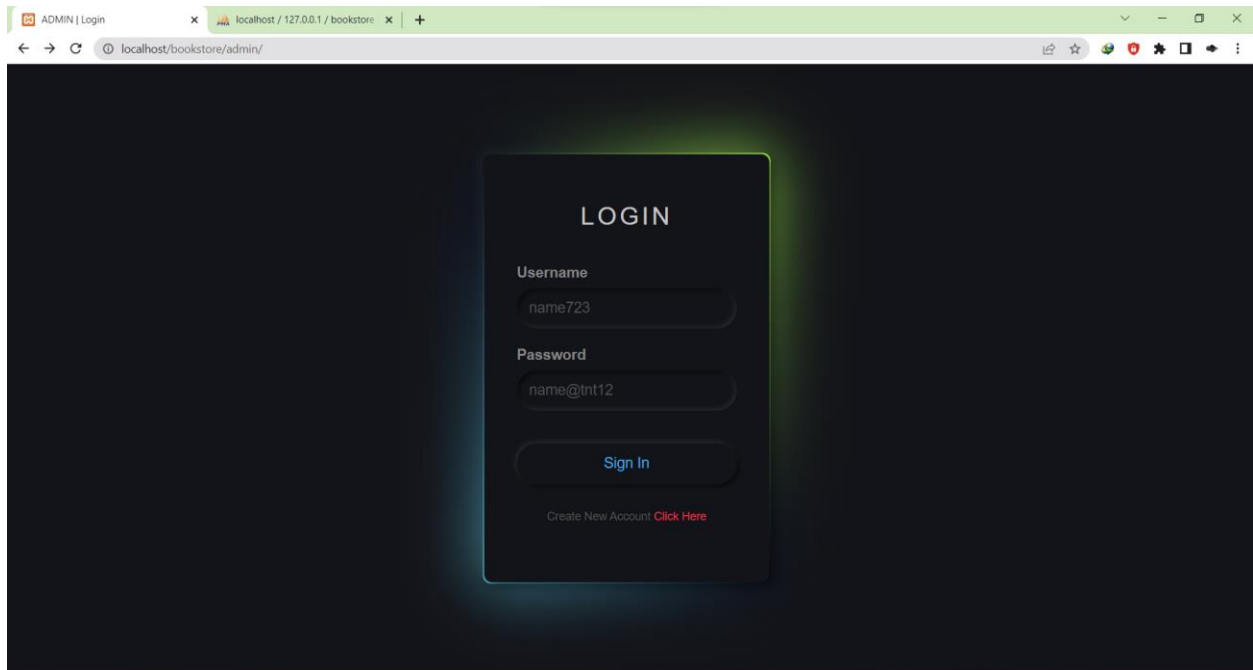 ADMIN | Login
localhost / 127.0.0.1 / bookstore
localhost/bookstore/admin/
LOGIN
Username
name723
Password
name@tnt12
Sign In
Create New Account Click Here